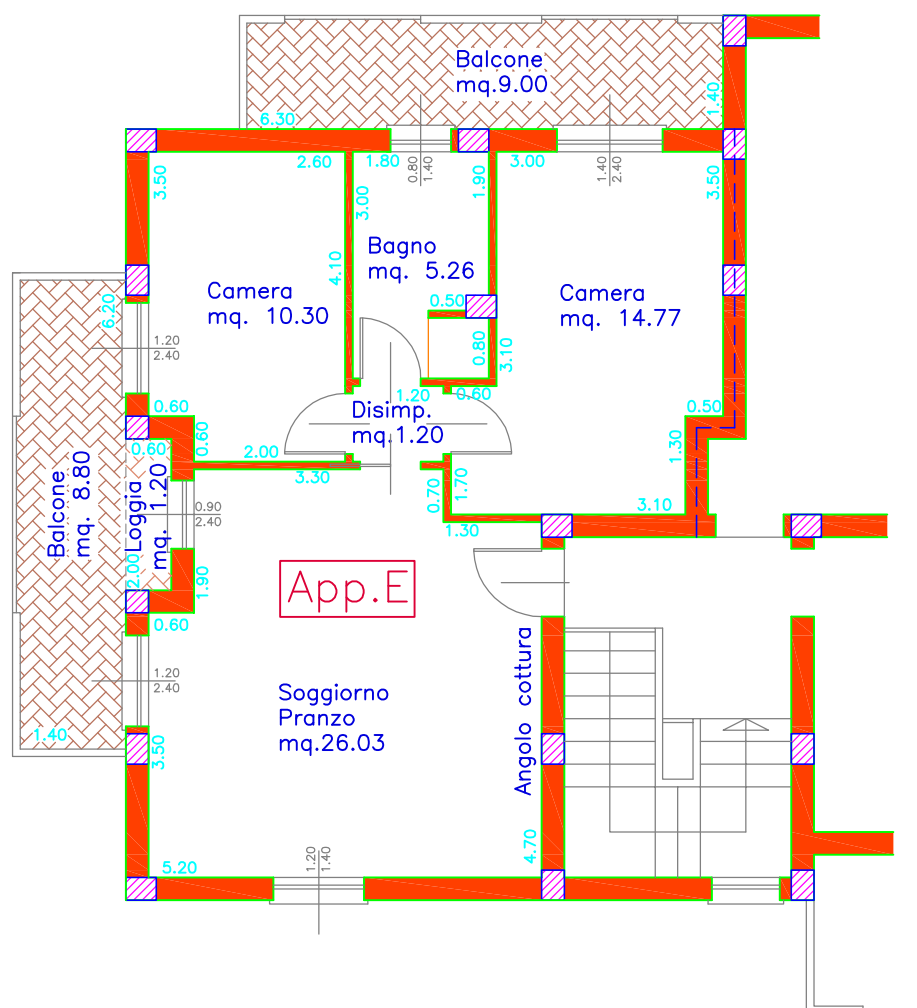 Balcone
mq.9.00
1.40
6.30
2.60
1.80
0.80
1.40
3.00
1.40
2.40
3.50
3.50
3.00
1.90
4.10
Bagno
mq. 5.26
Camera
mq. 10.30
Camera
mq. 14.77
0.50
6.20
1.20
2.40
0.80
3.10
1.20
0.60
Disimp.
mq.1.20
0.60
0.60
0.60
0.50
1.30
2.00
3.30
0.70
1.70
3.10
1.30
Balcone
mq. 8.80
Loggia
mq. 1.20
0.90
2.40
2.00
1.90
App.E
0.60
1.20
2.40
Soggiorno
Pranzo
mq.26.03
Angolo cottura
1.40
3.50
5.20
1.20
1.40
4.70